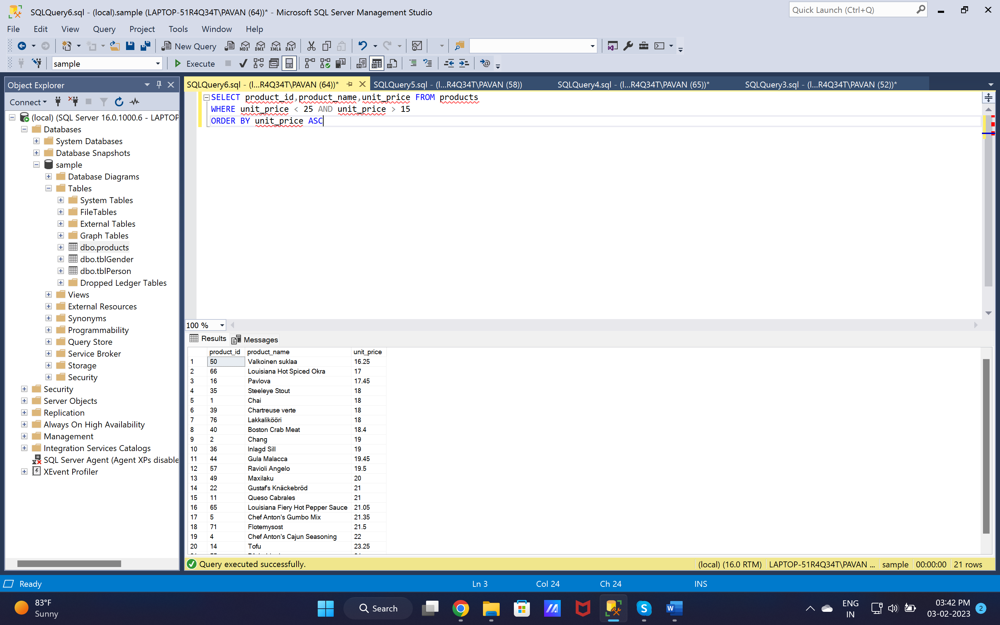 SQLQuery6.sql - (local).sample (LAPTOP-51R4Q34T\PAVAN (64))* - Microsoft SQL Server Management Studio
Quick Launch (Ctrl+Q)
File Edit View Query Project Tools Window Help
New Query MDX DMX XMLA DAX
sample Execute
Object Explorer
Connect
(local) (SQL Server 16.0.1000.6 - LAPTOP
Databases
System Databases
Database Snapshots
sample
Database Diagrams
Tables
System Tables
FileTables
External Tables
Graph Tables
dbo.products
dbo.tblGender
dbo.tblPerson
Dropped Ledger Tables
Views
External Resources
Synonyms
Programmability
Query Store
Service Broker
Storage
Security
Security
Server Objects
Replication
Always On High Availability
Management
Integration Services Catalogs
SQL Server Agent (Agent XPs disable
XEvent Profiler
SQLQuery6.sql - (l...R4Q34T\PAVAN (64))* SQLQuery5.sql - (l...R4Q34T\PAVAN (58)) SQLQuery4.sql - (l...R4Q34T\PAVAN (65))* SQLQuery3.sql - (l...R4Q34T\PAVAN (52))*
SELECT product_id,product_name,unit_price FROM products
WHERE unit_price < 25 AND unit_price > 15
ORDER BY unit_price ASC
100 %
Results Messages
product_id product_name unit_price
1 50 Valkoinen suklaa 16.25
2 66 Louisiana Hot Spiced Okra 17
3 16 Pavlova 17.45
4 35 Steeleye Stout 18
5 1 Chai 18
6 39 Chartreuse verte 18
7 76 Lakkalikööri 18
8 40 Boston Crab Meat 18.4
9 2 Chang 19
10 36 Inlagd Sill 19
11 44 Gula Malacca 19.45
12 57 Ravioli Angelo 19.5
13 49 Maxilaku 20
14 22 Gustaf's Knäckebröd 21
15 11 Queso Cabrales 21
16 65 Louisiana Fiery Hot Pepper Sauce 21.05
17 5 Chef Anton's Gumbo Mix 21.35
18 71 Flotemysost 21.5
19 4 Chef Anton's Cajun Seasoning 22
20 14 Tofu 23.25
Query executed successfully. (local) (16.0 RTM) LAPTOP-51R4Q34T\PAVAN ... sample 00:00:00 21 rows
Ready Ln 3 Col 24 Ch 24 INS
83°F
Sunny
Search
ENG
IN
03:42 PM
03-02-2023
2